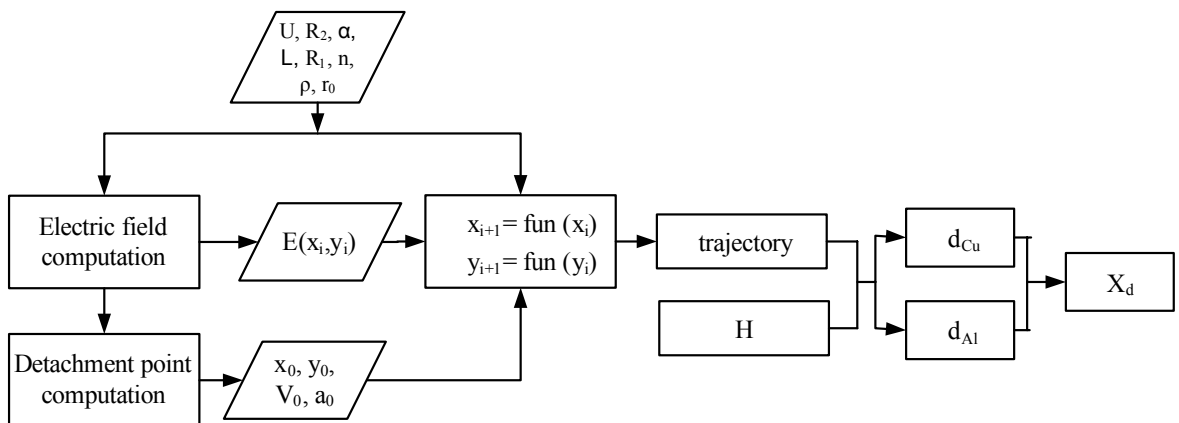 U, R₂, α,
L, R₁, n,
ρ, r₀
Electric field
computation
E(xᵢ,yᵢ)
xᵢ₊₁= fun (xᵢ)
yᵢ₊₁= fun (yᵢ)
trajectory
H
d_Cu
d_Al
X_d
Detachment point
computation
x₀, y₀,
V₀, a₀